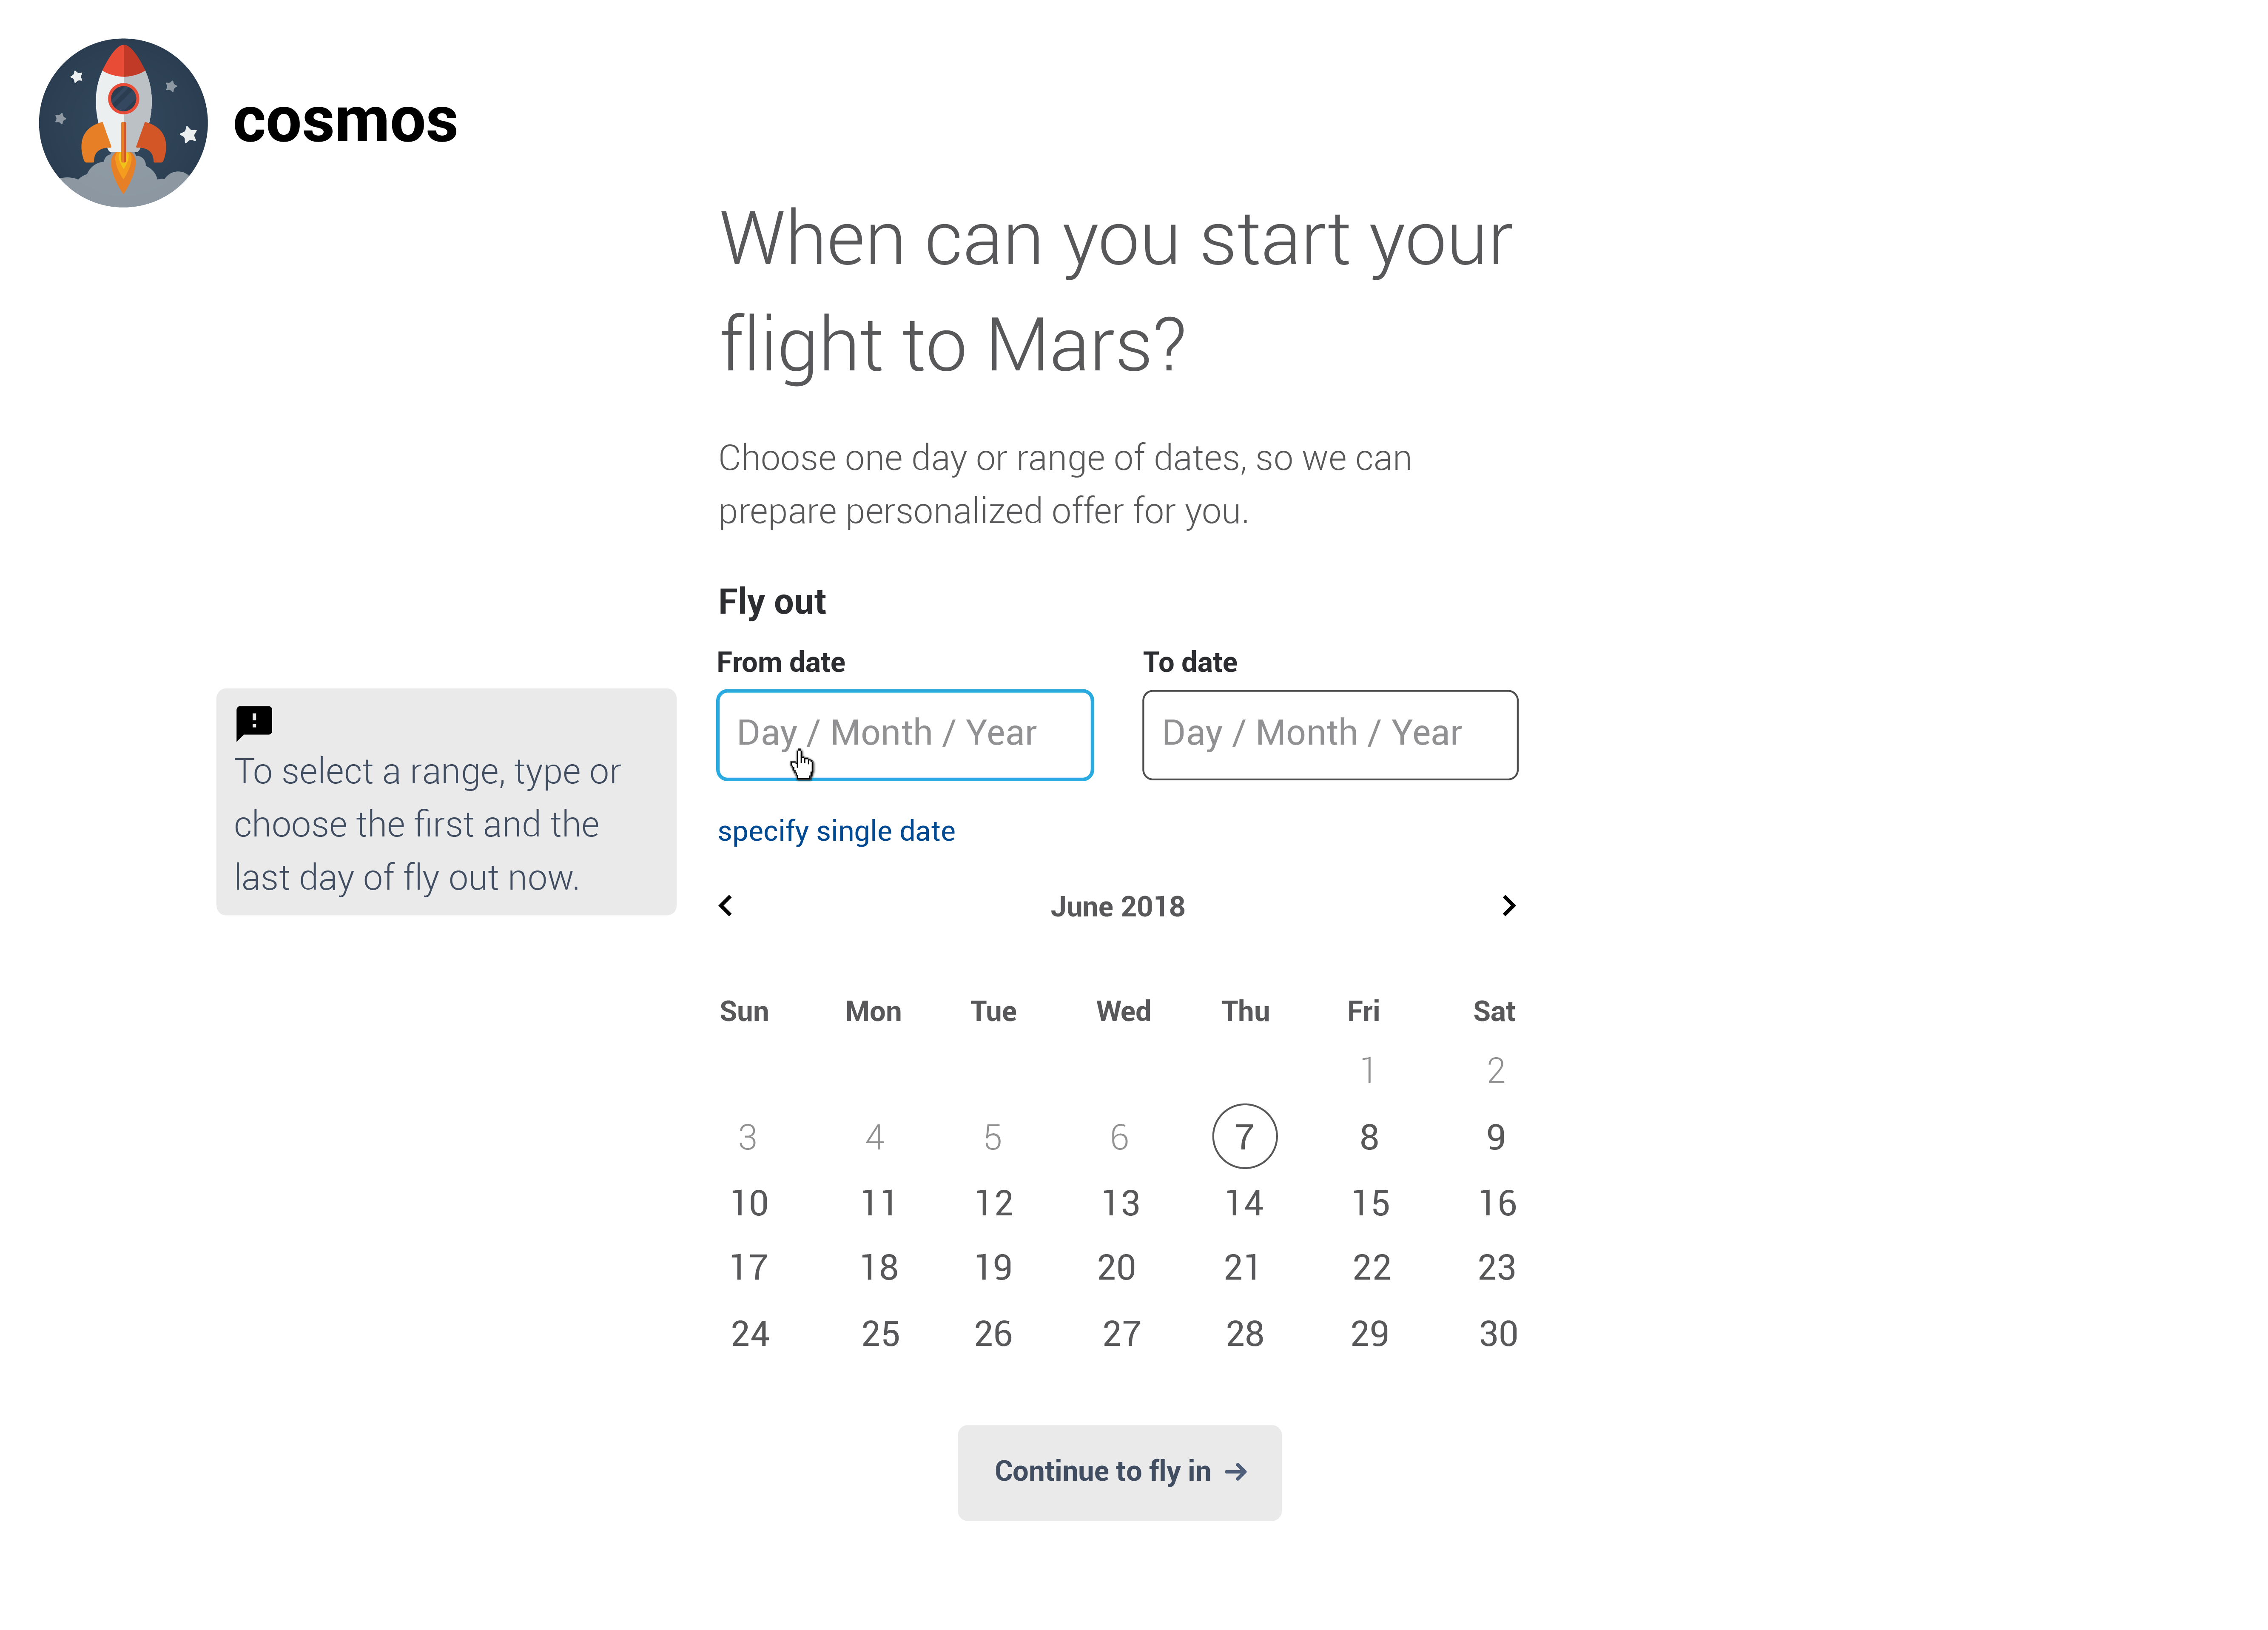 cosmos
When can you start your
flight to Mars?
Choose one day or range of dates, so we can
prepare personalized offer for you.
Fly out
From date To date
Day / Month / Year Day / Month / Year
!
To select a range, type or
choose the first and the
last day of fly out now.
specify single date
June 2018
Sun Mon Tue Wed Thu Fri Sat
1 2
3 4 5 6 7 8 9
10 11 12 13 14 15 16
17 18 19 20 21 22 23
24 25 26 27 28 29 30
Continue to fly in →